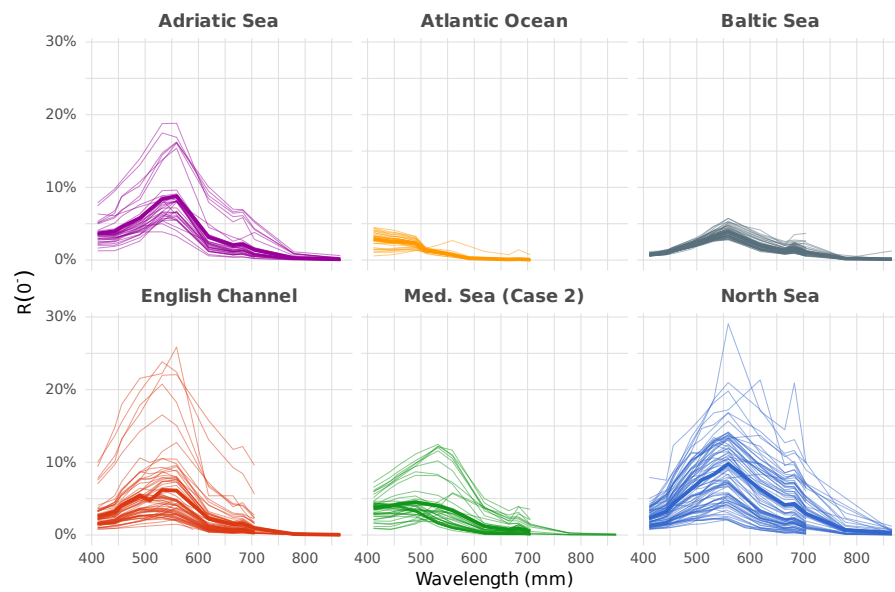 Adriatic Sea Atlantic Ocean Baltic Sea
30%
20%
10%
0%
R(0⁻)
English Channel Med. Sea (Case 2) North Sea
30%
20%
10%
0%
400 500 600 700 800 400 500 600 700 800 400 500 600 700 800
Wavelength (mm)